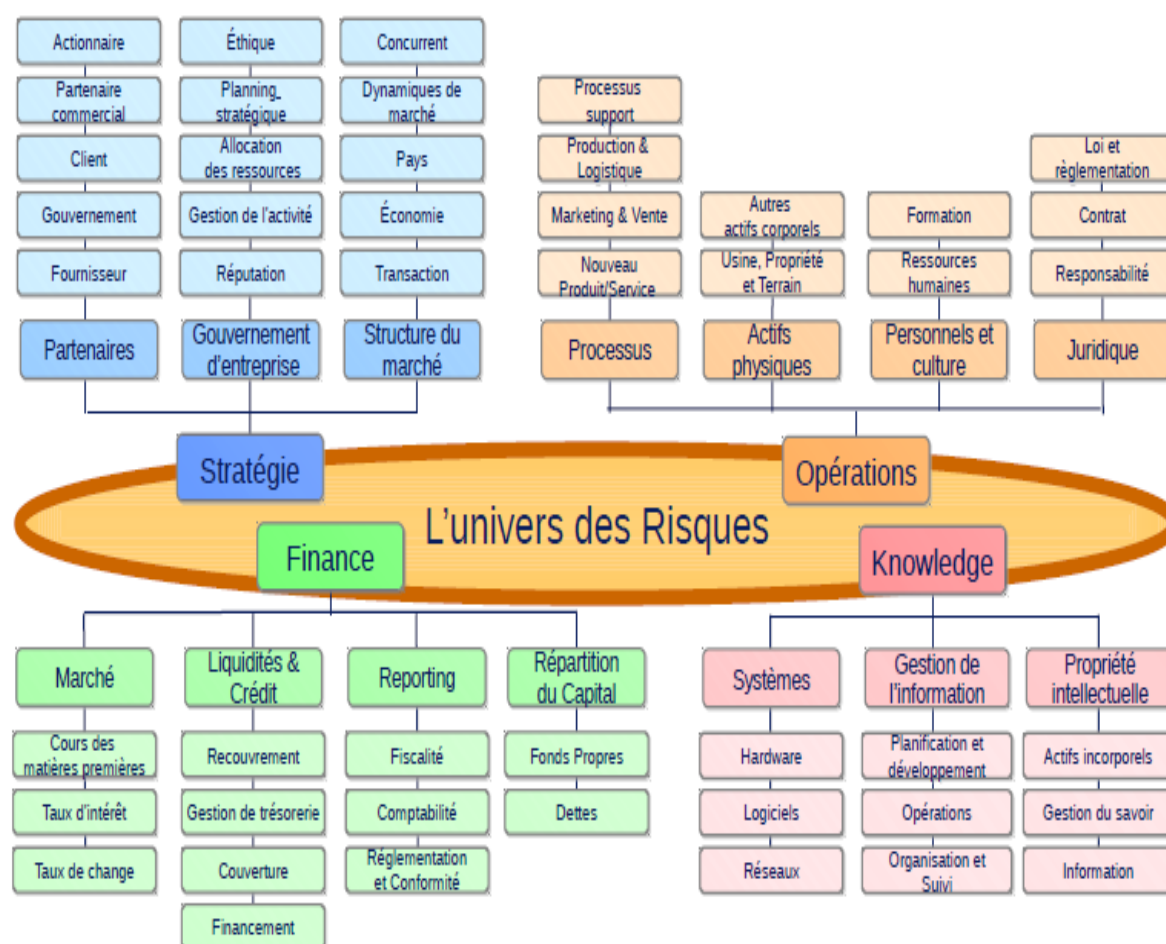 Actionnaire
Partenaire
commercial
Client
Gouvernement
Fournisseur
Partenaires
Éthique
Planning_
stratégique
Allocation
des ressources
Gestion de l'activité
Réputation
Gouvernement
d'entreprise
Concurrent
Dynamiques de
marché
Pays
Économie
Transaction
Structure du
marché
Processus
support
Production &
Logistique
Marketing & Vente
Nouveau
Produit/Service
Processus
Autres
actifs corporels
Usine, Propriété
et Terrain
Actifs
physiques
Formation
Ressources
humaines
Personnels et
culture
Loi et
règlementation
Contrat
Responsabilité
Juridique
Stratégie
Opérations
L'univers des Risques
Finance
Knowledge
Marché
Cours des
matières premières
Taux d'intérêt
Taux de change
Liquidités &
Crédit
Recouvrement
Gestion de trésorerie
Couverture
Financement
Reporting
Fiscalité
Comptabilité
Réglementation
et Conformité
Répartition
du Capital
Fonds Propres
Dettes
Systèmes
Hardware
Logiciels
Réseaux
Gestion de
l'information
Planification et
développement
Opérations
Organisation et
Suivi
Propriété
intellectuelle
Actifs incorporels
Gestion du savoir
Information